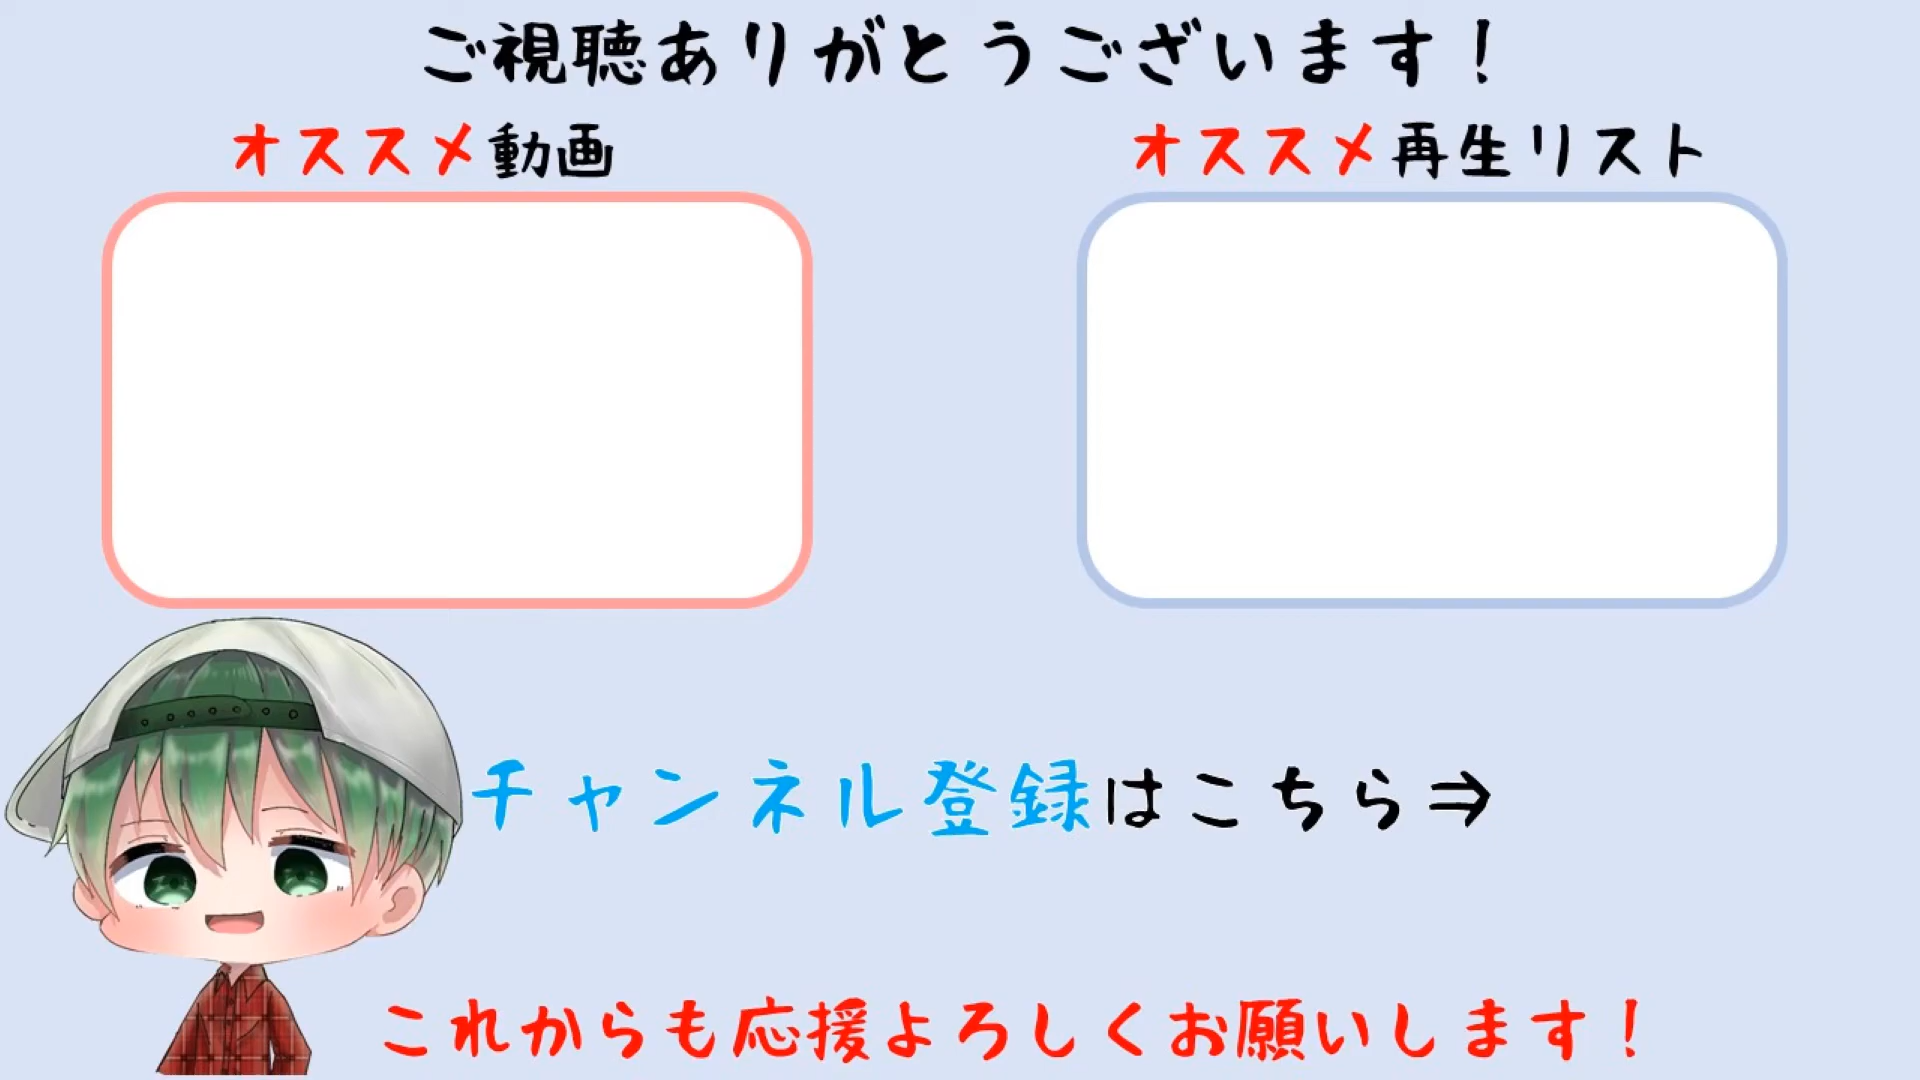 ご視聴ありがとうございます！
オススメ動画
オススメ再生リスト
チャンネル登録はこちら⇒
これからも応援よろしくお願いします！